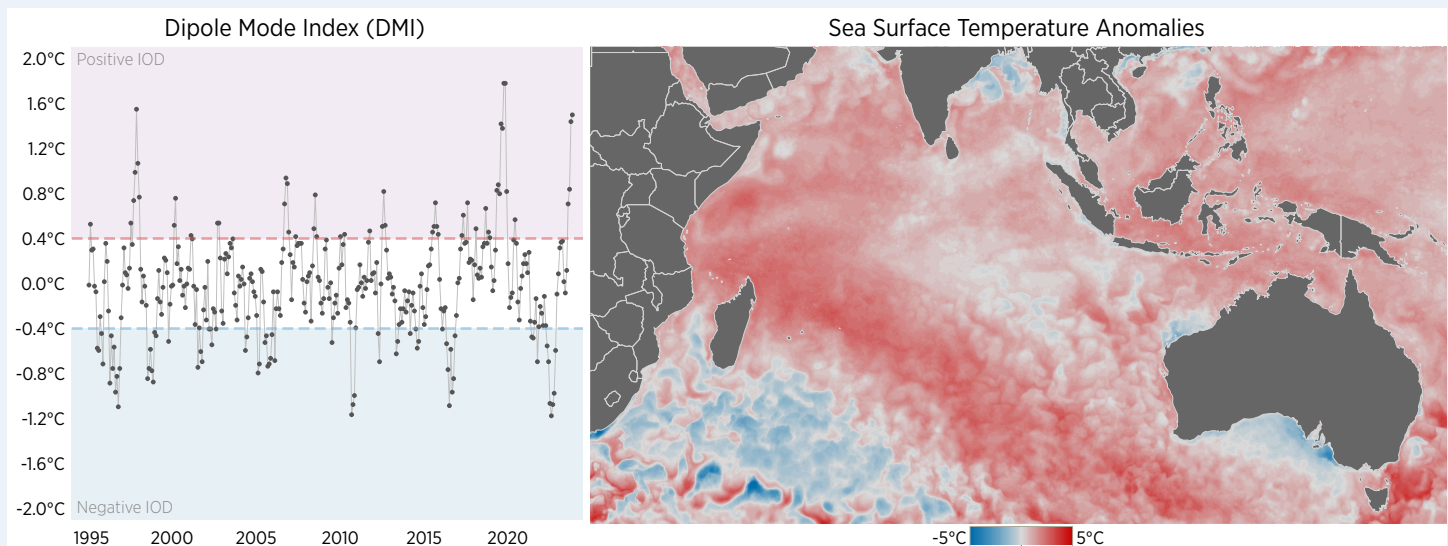 Dipole Mode Index (DMI)
2.0°C
Positive IOD
1.6°C
1.2°C
0.8°C
0.4°C
0.0°C
-0.4°C
-0.8°C
-1.2°C
-1.6°C
-2.0°C
Negative IOD
1995 2000 2005 2010 2015 2020
Sea Surface Temperature Anomalies
-5°C 5°C